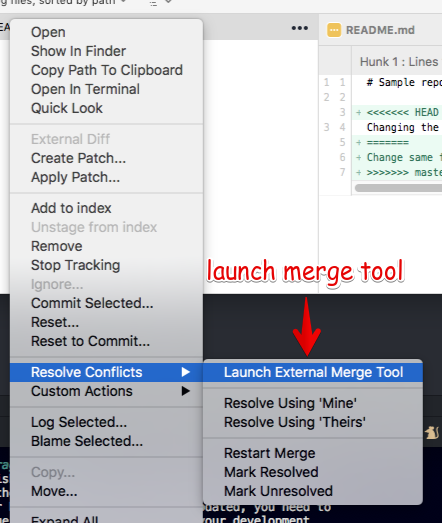 ng files, sorted by path
Open
Show In Finder
Copy Path To Clipboard
Open In Terminal
Quick Look
External Diff
Create Patch...
Apply Patch...
Add to index
Unstage from index
Remove
Stop Tracking
Ignore...
Commit Selected...
Reset...
Reset to Commit...
Resolve Conflicts
Custom Actions
Log Selected...
Blame Selected...
Copy...
Move...
Expand All
README.md
Hunk 1 : Lines
1 1 # Sample repo
2 2
3 + <<<<<<< HEAD
3 4 Changing the
5 + =======
6 + Change same f
7 + >>>>>>> maste
launch merge tool
Launch External Merge Tool
Resolve Using 'Mine'
Resolve Using 'Theirs'
Restart Merge
Mark Resolved
Mark Unresolved
dated, you need to
your development